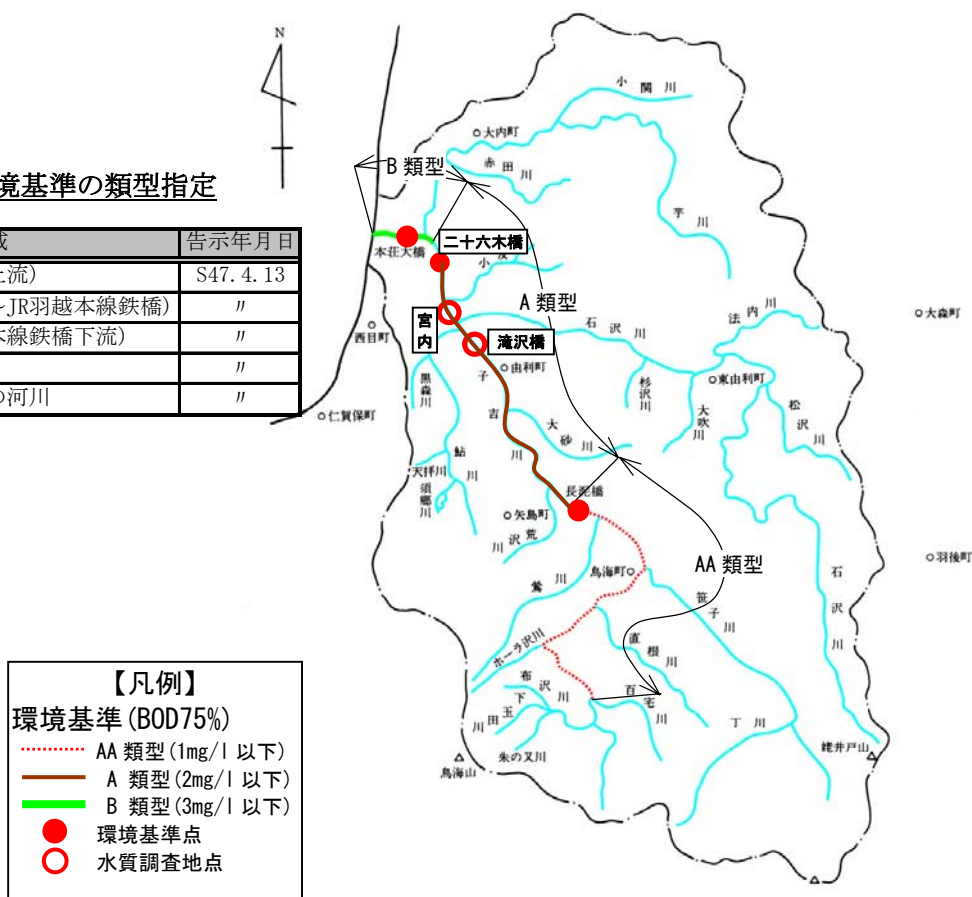 N
境基準の類型指定
域 告示年月日
上流) S47.4.13
〜JR羽越本線鉄橋) 〃
本線鉄橋下流) 〃
〃
の河川 〃
小関川
大内町
赤田川
B 類型
芋川
本荘大橋
二十六木橋
小友
A 類型
宮内
滝沢橋
石沢川
法内川
大森町
西目町
由利町
黒森川
子吉川
杉沢川
東由利町
大吹川
松沢川
仁賀保町
大砂川
鮎川
天拝川
須郷川
長泥橋
矢島町
荒沢川
AA 類型
羽後町
鳥海町
鶯川
笹子川
石沢川
ホーラ沢川
直根川
布沢川
下玉田川
百宅川
丁川
朱の又川
鳥海山
姥井戸山
【凡例】
環境基準(BOD75%)
AA 類型(1mg/l 以下)
A 類型(2mg/l 以下)
B 類型(3mg/l 以下)
環境基準点
水質調査地点